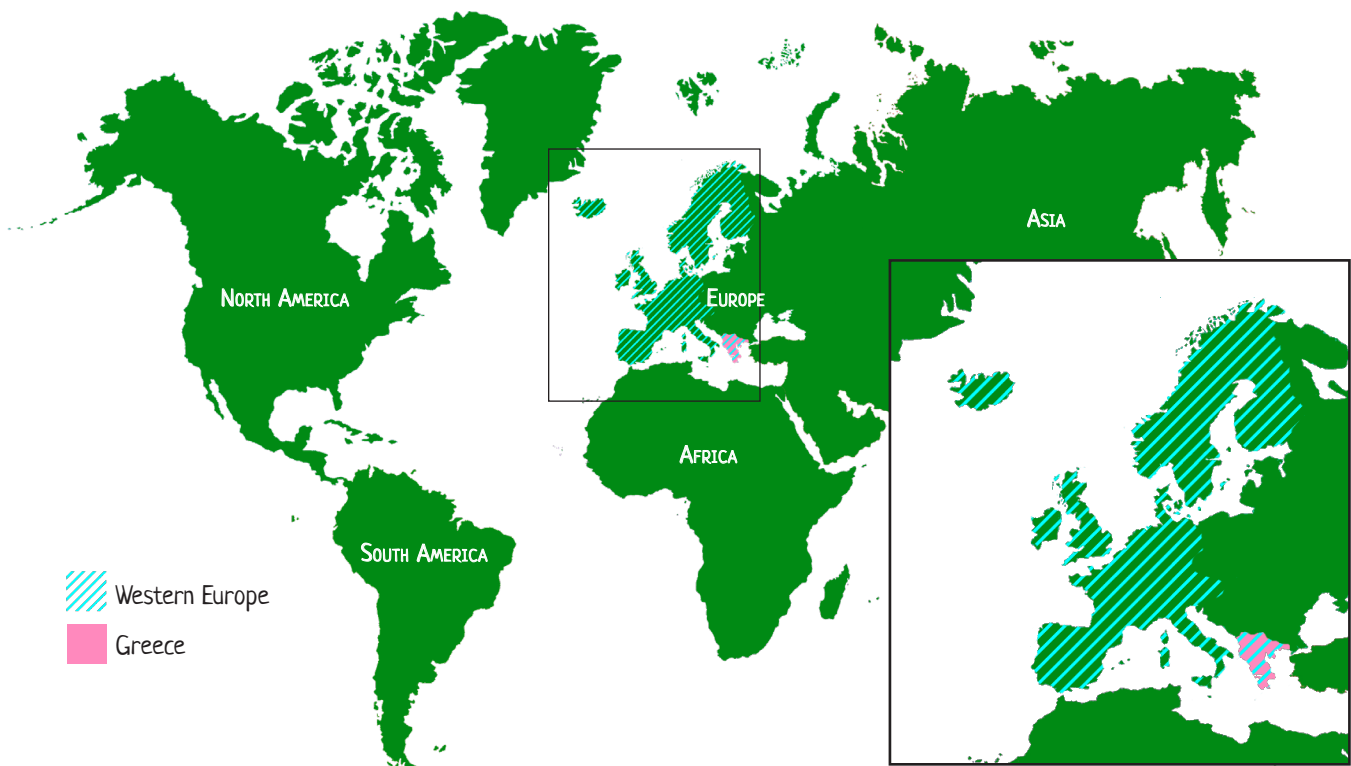 North America
Europe
Asia
Africa
South America
Western Europe
Greece